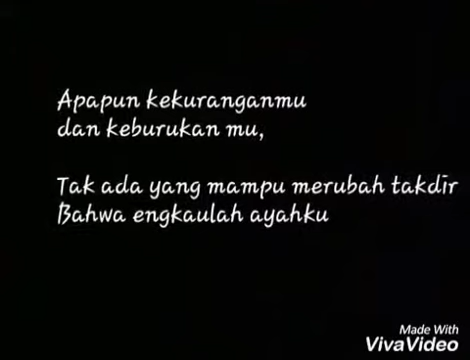 Apapun kekuranganmu
dan keburukan mu,
Tak ada yang mampu merubah takdir
Bahwa engkaulah ayahku
Made With
VivaVideo